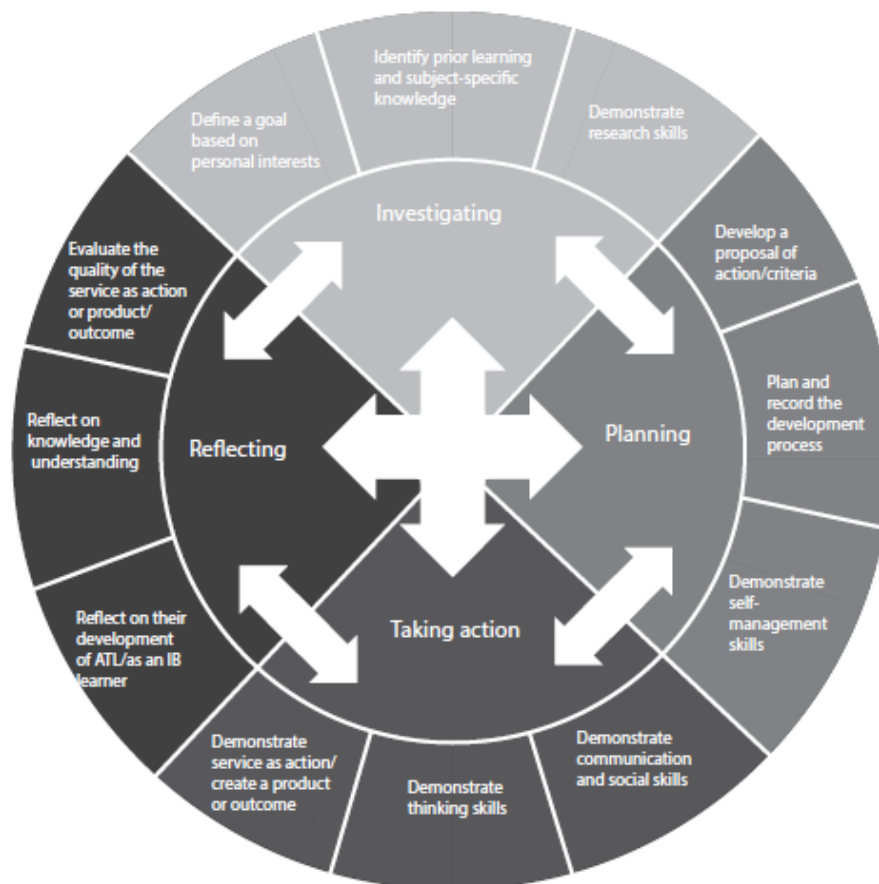 Identify prior learning
and subject-specific
knowledge
Define a goal
based on
personal interests
Demonstrate
research skills
Investigating
Evaluate the
quality of the
service as action
or product/
outcome
Develop a
proposal of
action/criteria
Reflect on
knowledge and
understanding
Reflecting
Planning
Plan and
record the
development
process
Reflect on their
development
of ATL/as an IB
learner
Taking action
Demonstrate
self-
management
skills
Demonstrate
service as action/
create a product
or outcome
Demonstrate
thinking skills
Demonstrate
communication
and social skills